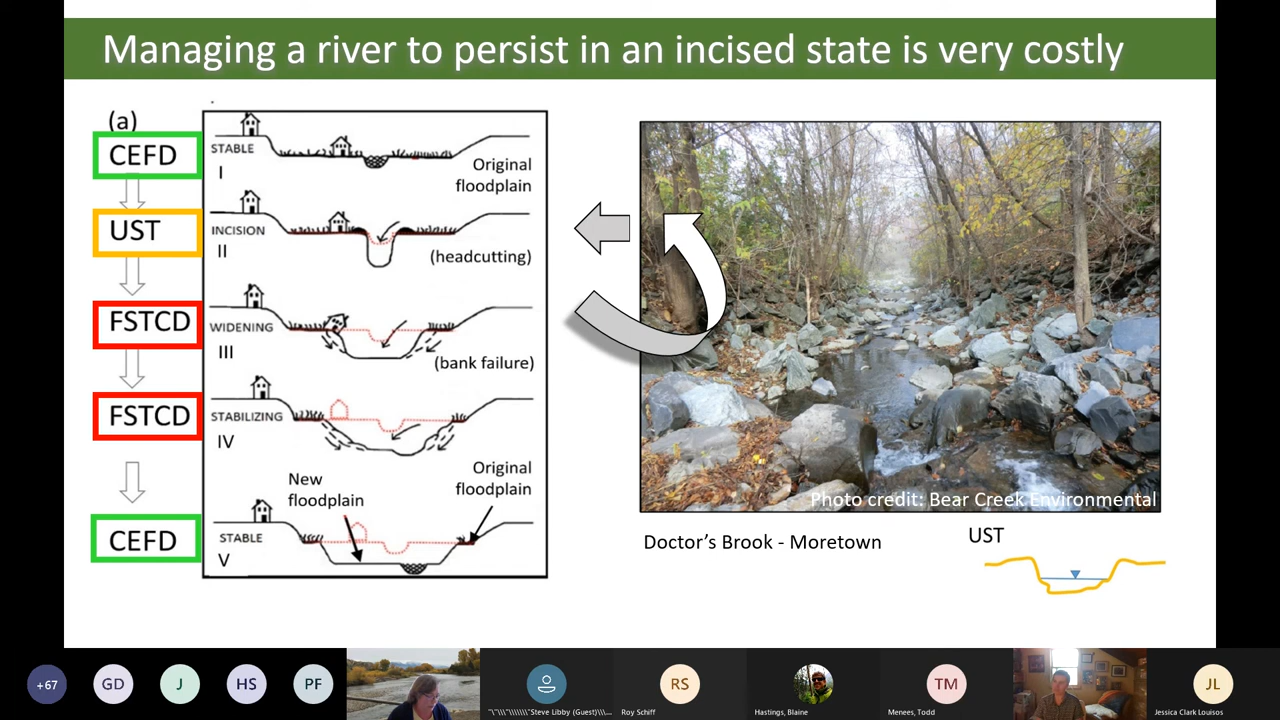 Managing a river to persist in an incised state is very costly
(a)
CEFD
UST
FSTCD
FSTCD
CEFD
STABLE
I
Original
floodplain
INCISION
II
(headcutting)
WIDENING
III
(bank failure)
STABILIZING
IV
New
floodplain
Original
floodplain
STABLE
V
Photo credit: Bear Creek Environmental
Doctor's Brook - Moretown
UST
+67
GD
J
HS
PF
"\"\\\"\\\\\\\"Steve Libby (Guest)\\\...
RS
Roy Schiff
Hastings, Blaine
TM
Menees, Todd
JL
Jessica Clark Louisos